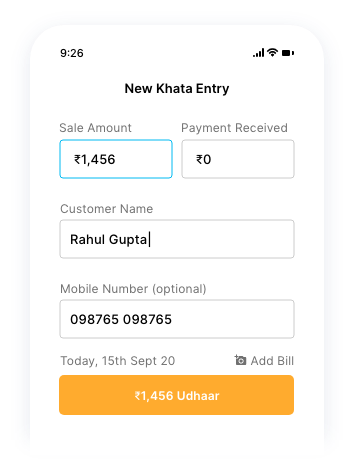 9:26
New Khata Entry
Sale Amount Payment Received
₹1,456 ₹0
Customer Name
Rahul Gupta
Mobile Number (optional)
098765 098765
Today, 15th Sept 20 Add Bill
₹1,456 Udhaar